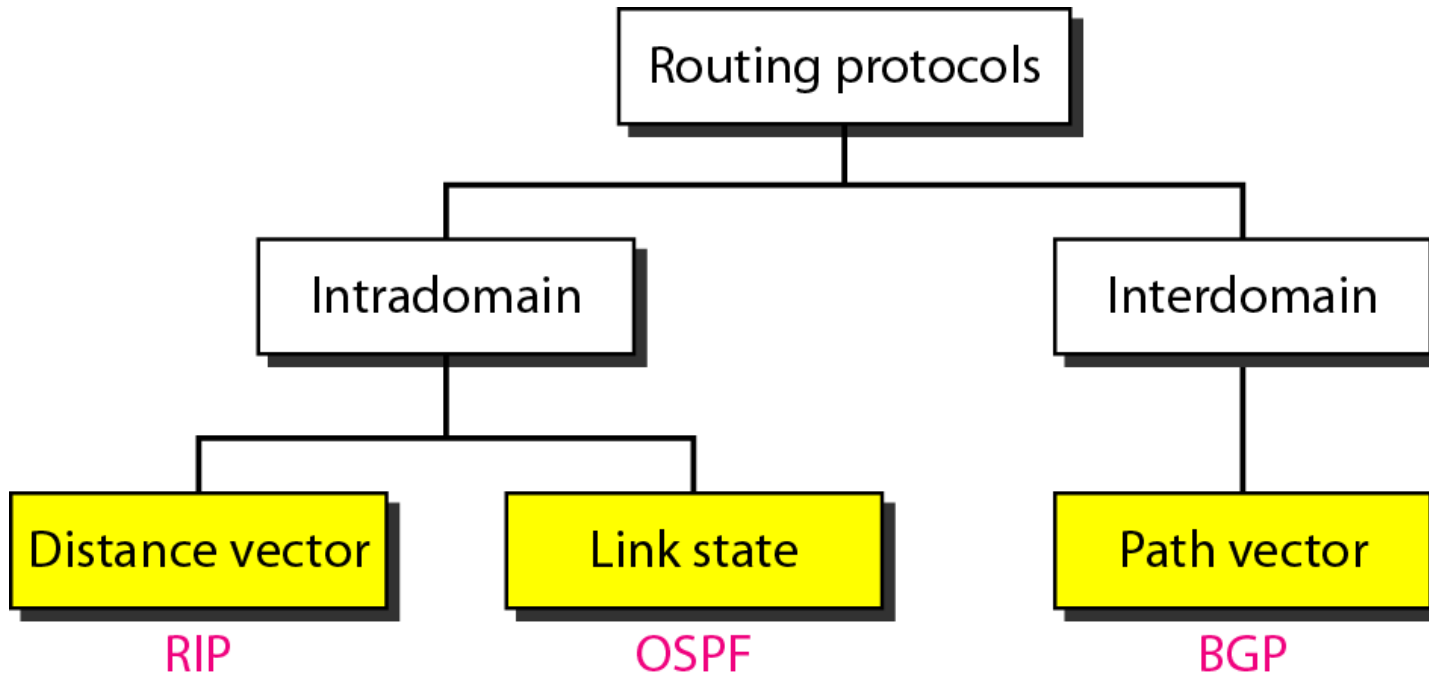 Routing protocols
Intradomain
Interdomain
Distance vector
Link state
Path vector
RIP
OSPF
BGP